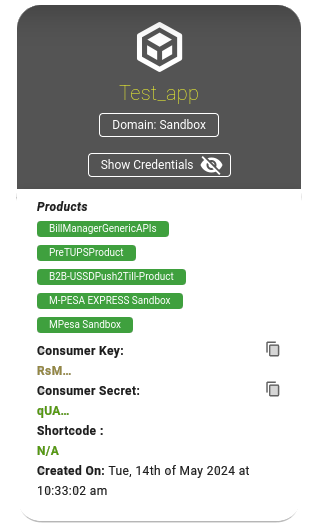 Test_app
Domain: Sandbox
Show Credentials
Products
BillManagerGenericAPIs
PreTUPSProduct
B2B-USSDPush2Till-Product
M-PESA EXPRESS Sandbox
MPesa Sandbox
Consumer Key:
RsM...
Consumer Secret:
qUA...
Shortcode :
N/A
Created On: Tue, 14th of May 2024 at
10:33:02 am